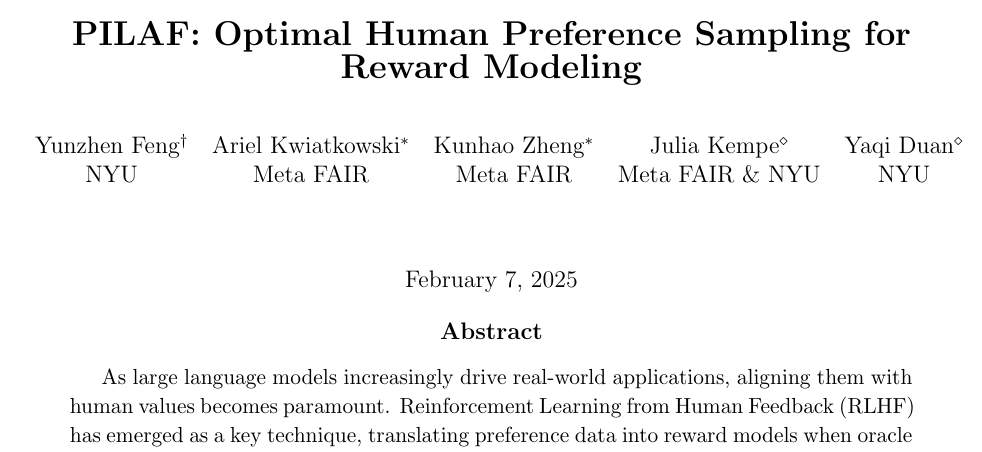 PILAF: Optimal Human Preference Sampling for
Reward Modeling
Yunzhen Feng† Ariel Kwiatkowski* Kunhao Zheng* Julia Kempe⋄ Yaqi Duan⋄
NYU Meta FAIR Meta FAIR Meta FAIR & NYU NYU
February 7, 2025
Abstract
As large language models increasingly drive real-world applications, aligning them with
human values becomes paramount. Reinforcement Learning from Human Feedback (RLHF)
has emerged as a key technique, translating preference data into reward models when oracle